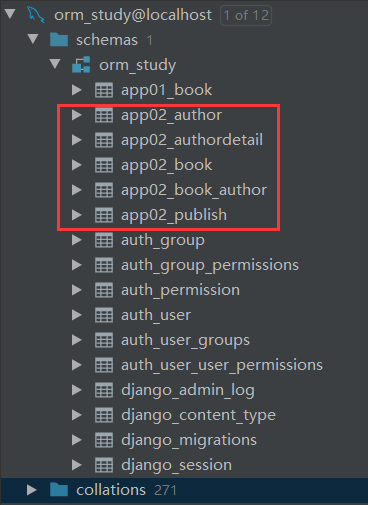 orm_study@localhost 1 of 12
schemas 1
orm_study
app01_book
app02_author
app02_authordetail
app02_book
app02_book_author
app02_publish
auth_group
auth_group_permissions
auth_permission
auth_user
auth_user_groups
auth_user_user_permissions
django_admin_log
django_content_type
django_migrations
django_session
collations 271